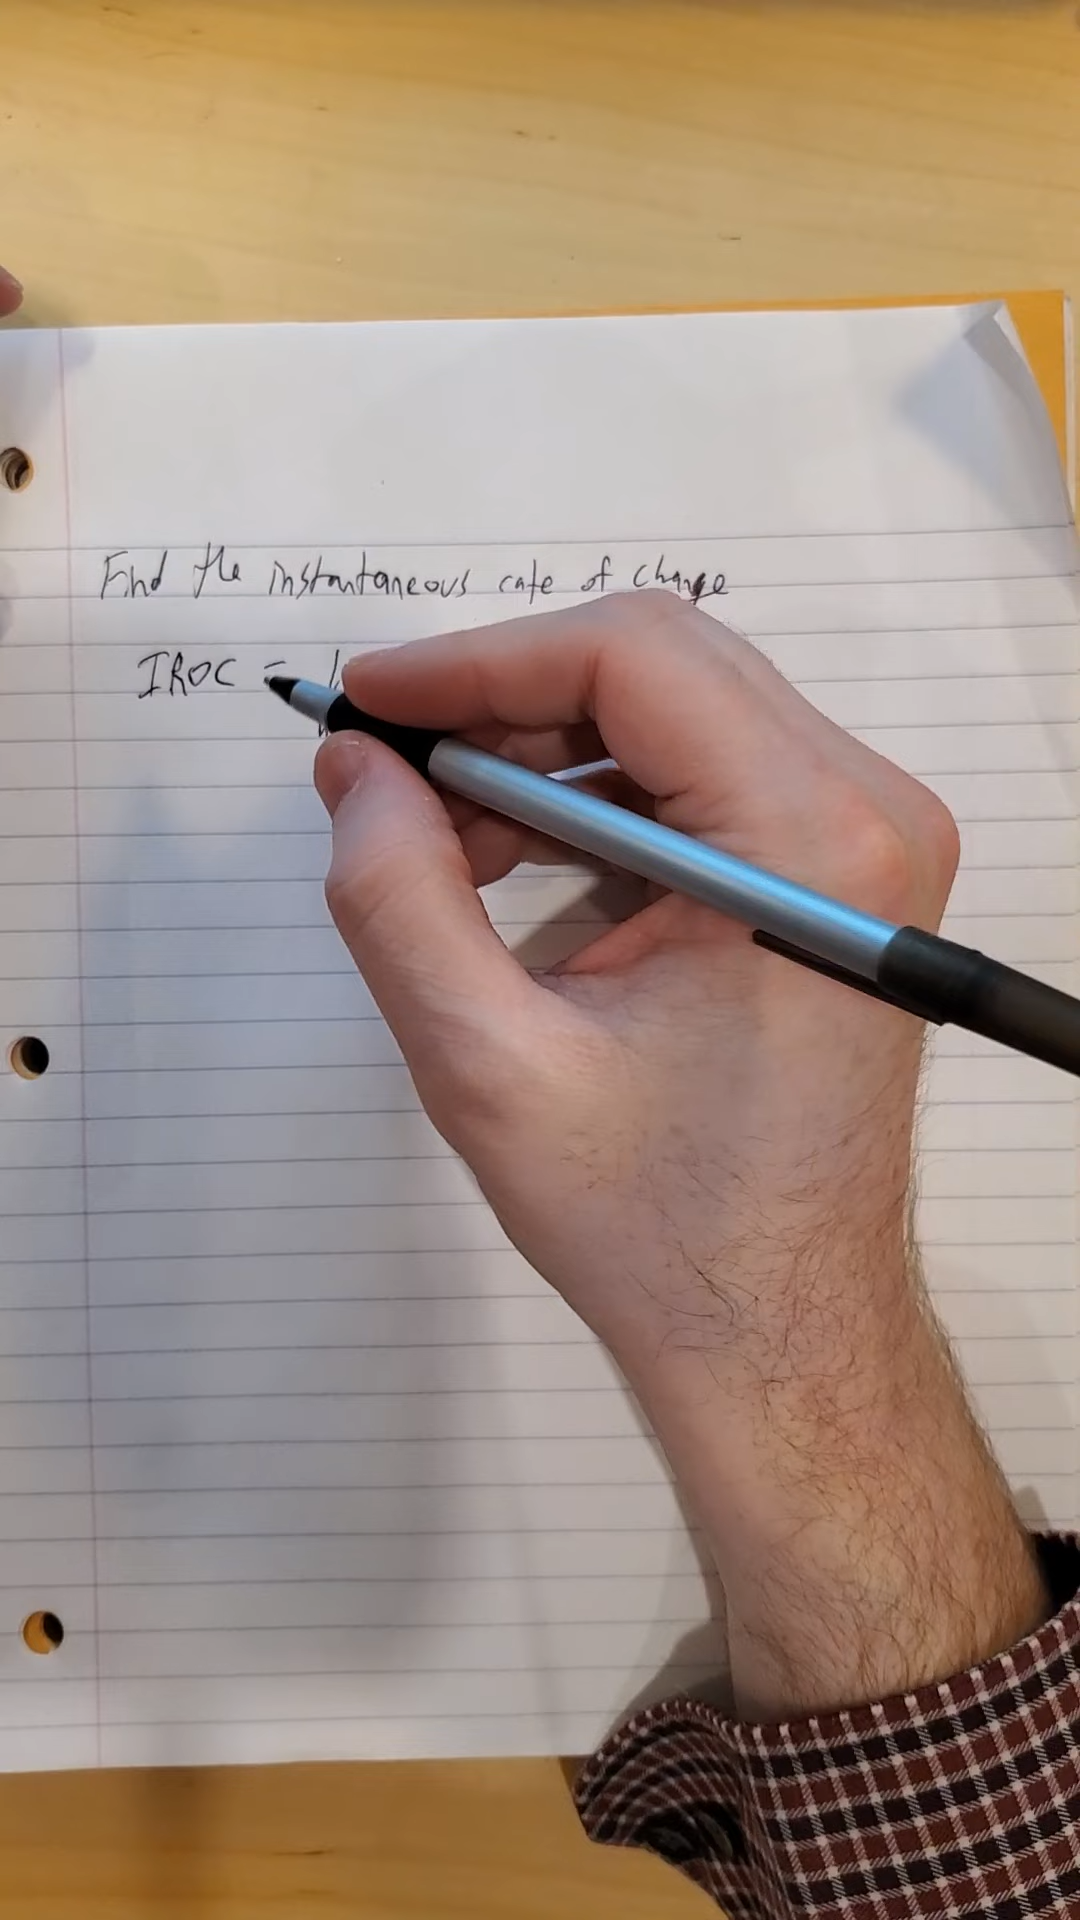 Find the instantaneous rate of change
IROC =